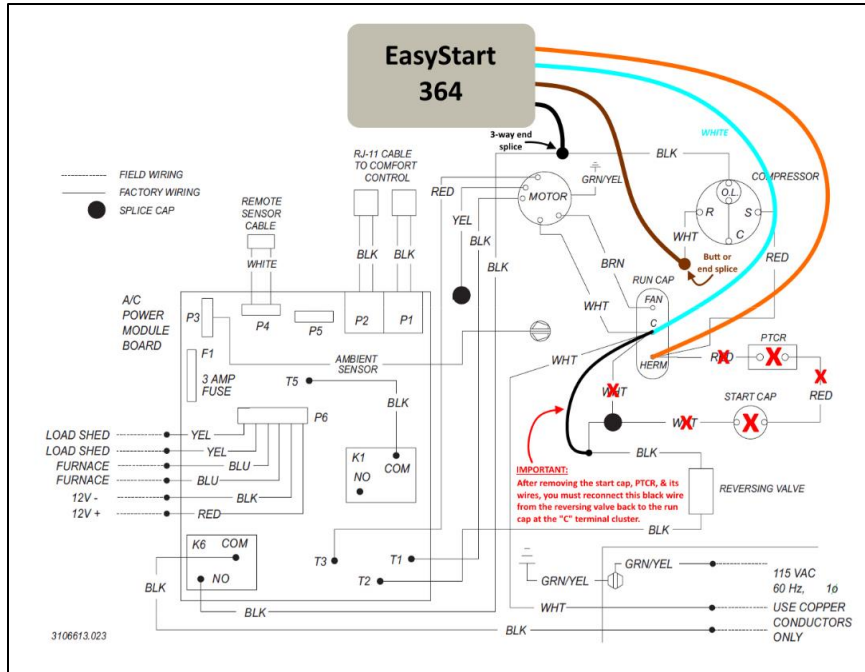 EasyStart
364
3-way end
splice
WHITE
BLK
COMPRESSOR
RJ-11 CABLE
TO COMFORT
CONTROL
GRN/YEL
MOTOR
O.L.
R
S
C
FIELD WIRING
FACTORY WIRING
SPLICE CAP
RED
YEL
BLK
BLK
REMOTE
SENSOR
CABLE
WHITE
BLK
BLK
BRN
WHT
RED
Butt or
end splice
RUN CAP
FAN
C
HERM
WHT
A/C
POWER
MODULE
BOARD
P3
P4
P5
P2
P1
F1
3 AMP
FUSE
AMBIENT
SENSOR
WHT
PTCR
RED
RED
T5
BLK
WHT
START CAP
WHT
P6
LOAD SHED
YEL
LOAD SHED
YEL
FURNACE
BLU
FURNACE
BLU
12V -
BLK
12V +
RED
K1
NO
COM
BLK
REVERSING VALVE
BLK
IMPORTANT:
After removing the start cap, PTCR, & its
wires, you must reconnect this black wire
from the reversing valve back to the run
cap at the "C" terminal cluster.
K6
COM
NO
T3
T1
T2
BLK
BLK
GRN/YEL
GRN/YEL
115 VAC
60 Hz, 1ø
WHT
USE COPPER
CONDUCTORS
ONLY
BLK
3106613.023